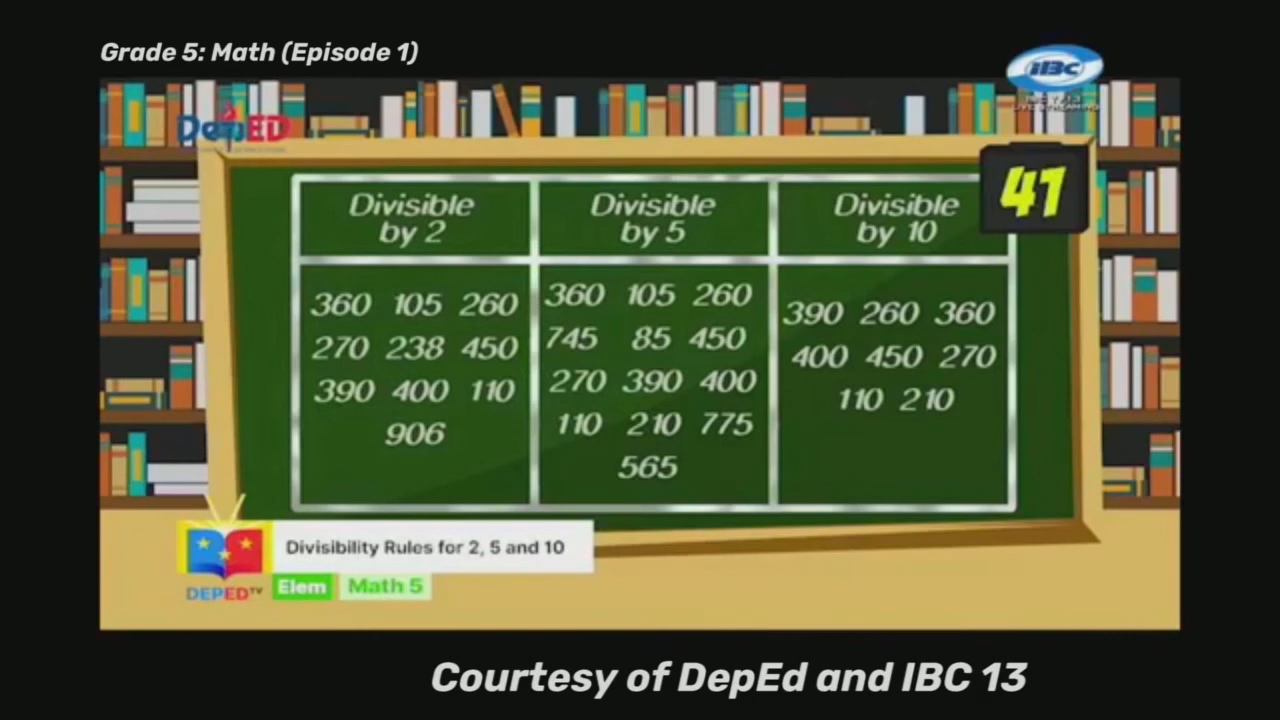 Grade 5: Math (Episode 1)
iBC
DepED
41
Divisible by 2
Divisible by 5
Divisible by 10
360 105 260
270 238 450
390 400 110
906
360 105 260
745 85 450
270 390 400
110 210 775
565
390 260 360
400 450 270
110 210
Divisibility Rules for 2, 5 and 10
DEPED TV
Elem
Math 5
Courtesy of DepEd and IBC 13